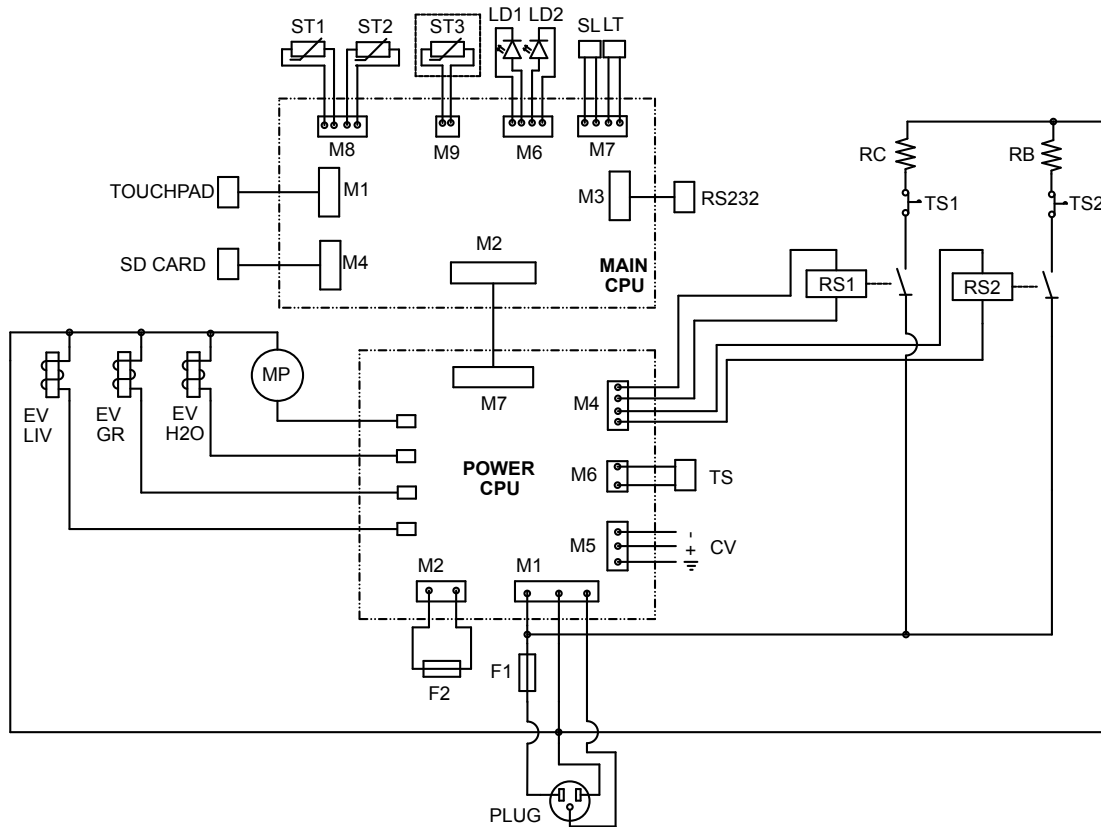 ST1 ST2 ST3 LD1 LD2 SL LT
M8 M9 M6 M7
RC RB
TOUCHPAD M1 M3 RS232
TS1 TS2
SD CARD M4 M2 MAIN
CPU
RS1 RS2
MP
EV
LIV
EV
GR
EV
H2O
M7 M4
POWER
CPU
M6 TS
M5 - CV
+
M2 M1
F2 F1
PLUG